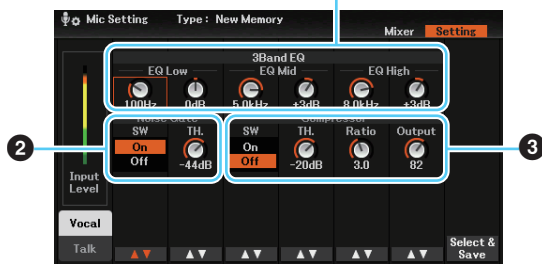 Mic Setting Type : New Memory
Mixer Setting
3Band EQ
EQ Low EQ Mid EQ High
100Hz 0dB 5.0kHz +3dB 8.0kHz +3dB
Noise Gate Compressor
SW TH. SW TH. Ratio Output
2 On On 3
Off -44dB Off -20dB 3.0 82
Input
Level
Vocal
Talk
Select &
Save